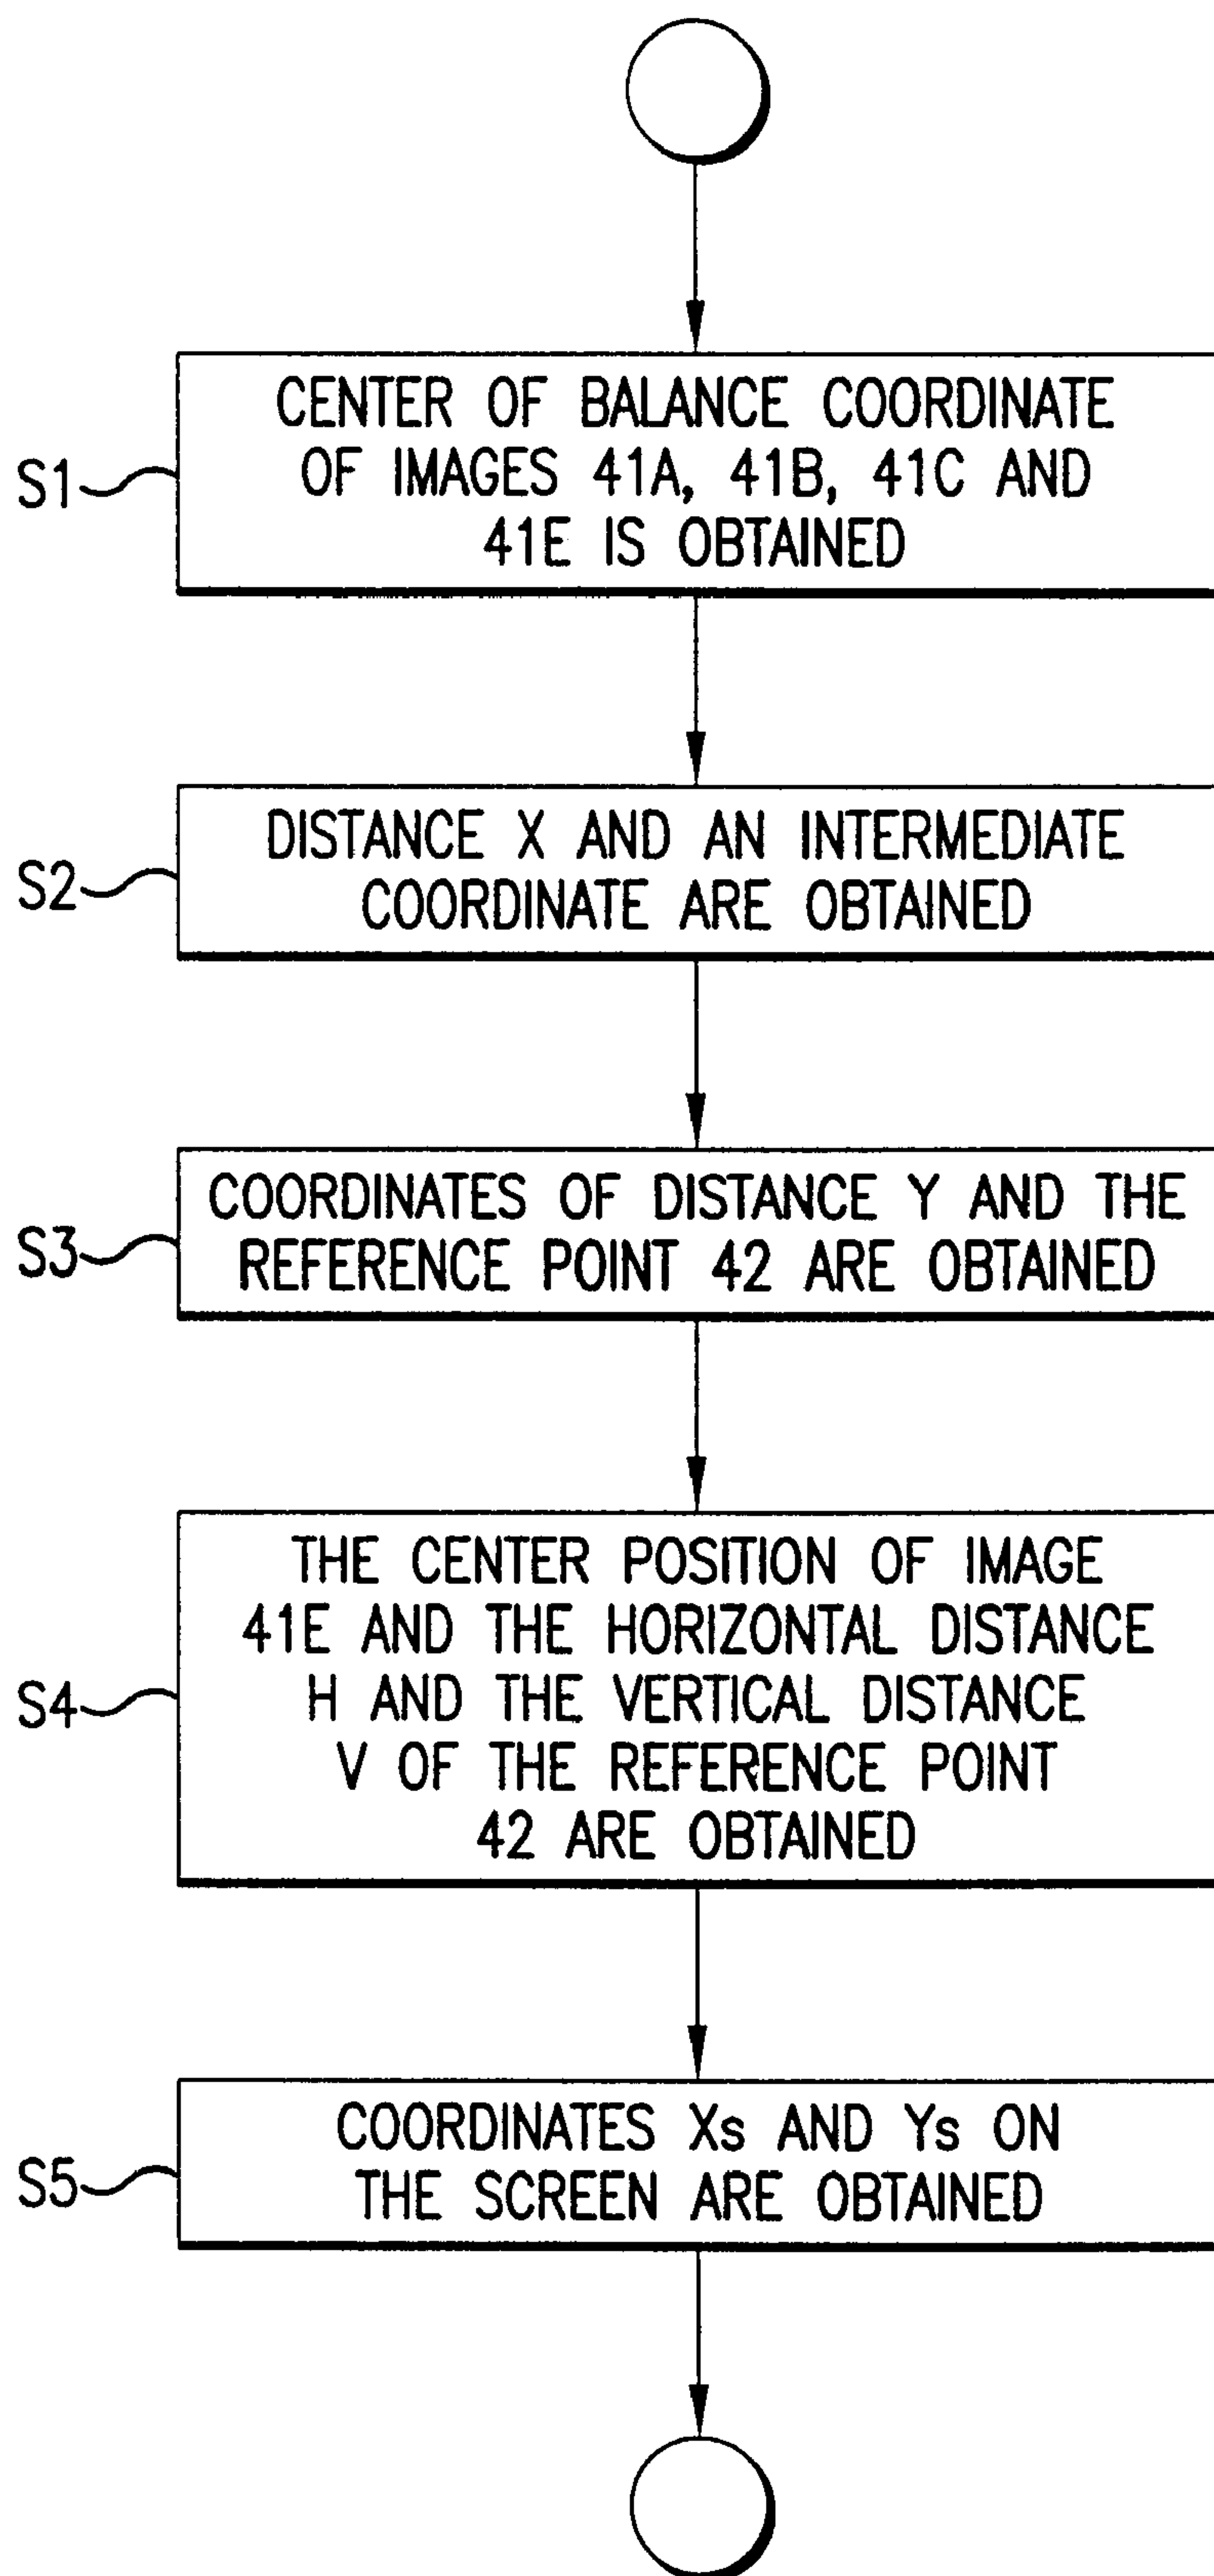 S1
CENTER OF BALANCE COORDINATE
OF IMAGES 41A, 41B, 41C AND
41E IS OBTAINED
S2
DISTANCE X AND AN INTERMEDIATE
COORDINATE ARE OBTAINED
S3
COORDINATES OF DISTANCE Y AND THE
REFERENCE POINT 42 ARE OBTAINED
S4
THE CENTER POSITION OF IMAGE
41E AND THE HORIZONTAL DISTANCE
H AND THE VERTICAL DISTANCE
V OF THE REFERENCE POINT
42 ARE OBTAINED
S5
COORDINATES Xs AND Ys ON
THE SCREEN ARE OBTAINED